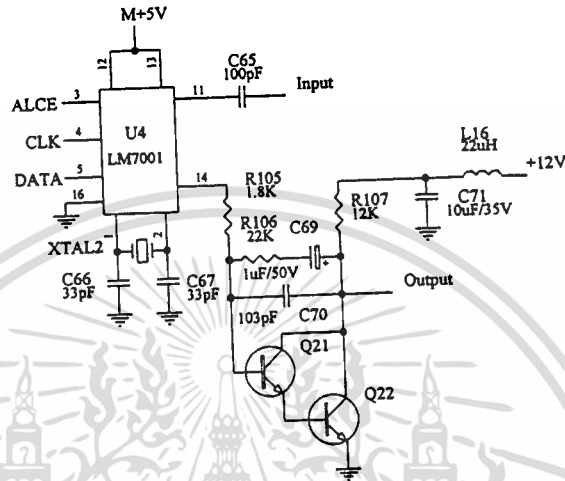 M+5V
12
13
C65
100pF
Input
ALCE
3
11
CLK
4
U4
LM7001
DATA
5
14
16
1
2
XTAL2
C66
33pF
C67
33pF
R105
1.8K
R106
22K
C69
1uF/50V
+
R107
12K
L16
22uH
+12V
C71
10uF/35V
Output
103pF
C70
Q21
Q22